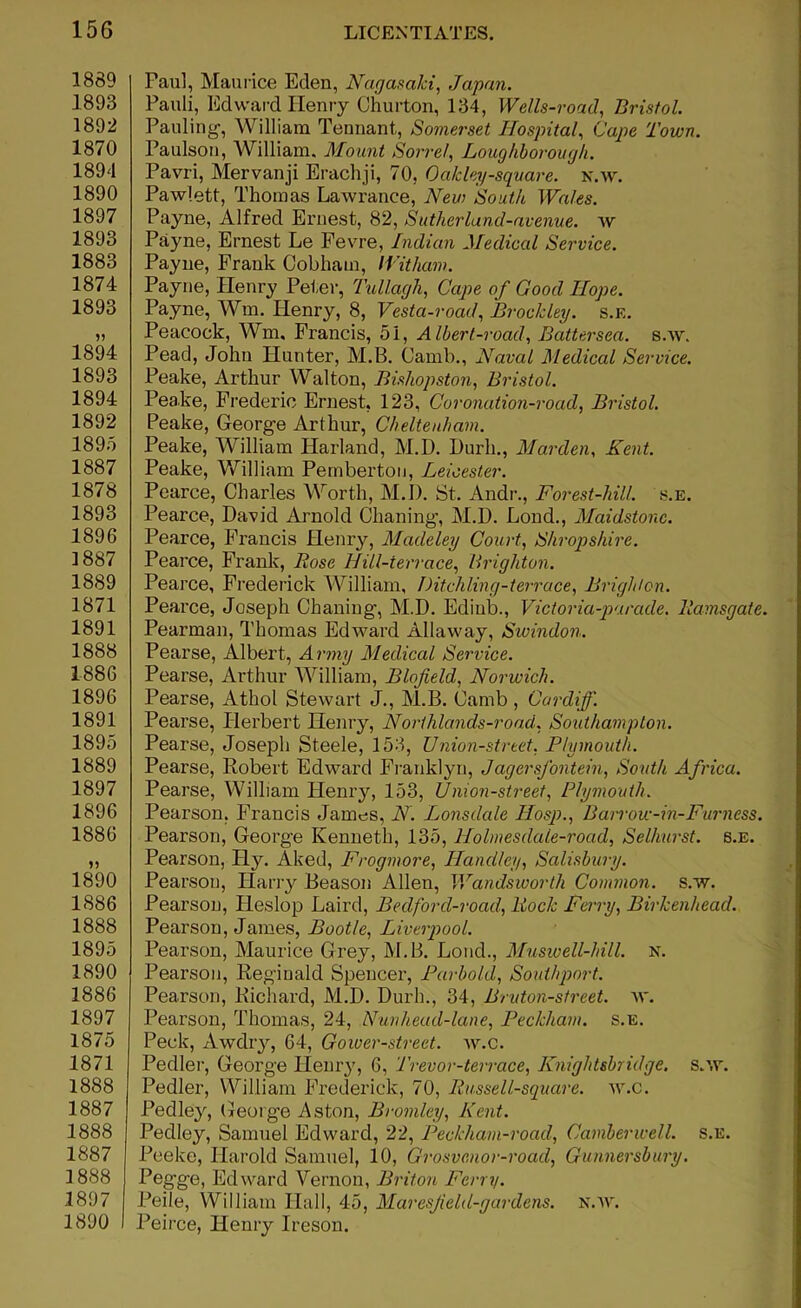 156 LICENTIATES.
1889 Paul, Maurice Eden, Nagasaki, Japan.
1893 Pauli, Edward Henry Churton, 134, Wells-road, Bristol.
1892 Pauling, William Tennant, Somerset Hospital, Cape Town.
1870 Paulson, William. Mount Sorrel, Loughborough.
1894 Pavri, Mervanji Erachji, 70, Oakley-square. N.W.
1890 Pawlett, Thomas Lawrance, New South Wales.
1897 Payne, Alfred Ernest, 82, Sutherland-avenue. W
1893 Payne, Ernest Le Fevre, Indian Medical Service.
1883 Payne, Frank Cobham, Witham.
1874 Payne, Henry Peter, Tullagh, Cape of Good Hope.
1893 Payne, Wm. Henry, 8, Vesta-road, Brockley. S.E.
„ Peacock, Wm. Francis, 51, Albert-road, Battersea. S.W.
1894 Pead, John Hunter, M.B. Camb., Naval Medical Service.
1893 Peake, Arthur Walton, Bishopston, Bristol.
1894 Peake, Frederic Ernest, 123, Coronation-road, Bristol.
1892 Peake, George Arthur, Cheltenham.
1895 Peake, William Harland, M.D. Durh., Marden, Kent.
1887 Peake, William Pemberton, Leicester.
1878 Pearce, Charles Worth, M.D. St. Andr., Forest-hill. S.E.
1893 Pearce, David Arnold Chaning, M.D. Lond., Maidstone.
1896 Pearce, Francis Henry, Madeley Court, Shropshire.
1887 Pearce, Frank, Rose Hill-terrace, Brighton.
1889 Pearce, Frederick William, Ditchling-terrace, Brighton.
1871 Pearce, Joseph Chaning, M.D. Edinb., Victoria-parade. Ramsgate.
1891 Pearman, Thomas Edward Allaway, Swindon.
1888 Pearse, Albert, Army Medical Service.
1886 Pearse, Arthur William, Blofield, Norwich.
1896 Pearse, Athol Stewart J., M.B. Camb , Cardiff.
1891 Pearse, Herbert Henry, Northlands-road, Southampton.
1895 Pearse, Joseph Steele, 153, Union-street, Plymouth.
1889 Pearse, Robert Edward Franklyn, Jagersfontein, South Africa.
1897 Pearse, William Henry, 153, Union-street, Plymouth.
1896 Pearson, Francis James, N. Lonsdale Hosp., Barrow-in-Furness.
1886 Pearson, George Kenneth, 135, Holmesdale-road, Selhurst. S.E.
„ Pearson, Hy. Aked, Frogmore, Handley, Salisbury.
1890 Pearson, Harry Beason Allen, Wandsworth Common. S.W.
1886 Pearson, Heslop Laird, Bedford-road, Rock Ferry, Birkenhead.
1888 Pearson, James, Bootle, Liverpool.
1895 Pearson, Maurice Grey, M.B. Lond., Muswell-hill. N.
1890 Pearson, Reginald Spencer, Parbold, Southport.
1886 Pearson, Richard, M.D. Durh., 34, Bruton-street. W.
1897 Pearson, Thomas, 24, Nunhead-lane, Peckham. S.E.
1875 Peck, Awdry, 64, Gower-street. W.C.
1871 Pedler, George Henry, 6, Trevor-terrace, Knightsbridge. S.W.
1888 Pedler, William Frederick, 70, Russell-square. W.C.
1887 Pedley, George Aston, Bromley, Kent.
1888 Pedley, Samuel Edward, 22, Peckham-road, Camberwell. S.E.
1887 Peeke, Harold Samuel, 10, Grosvenor-road, Gunnersbury.
1888 Pegge, Edward Vernon, Briton Ferry.
1897 Peile, William Hall, 45, Maresfield-gardens. N.W.
1890 Peirce, Henry Ireson.